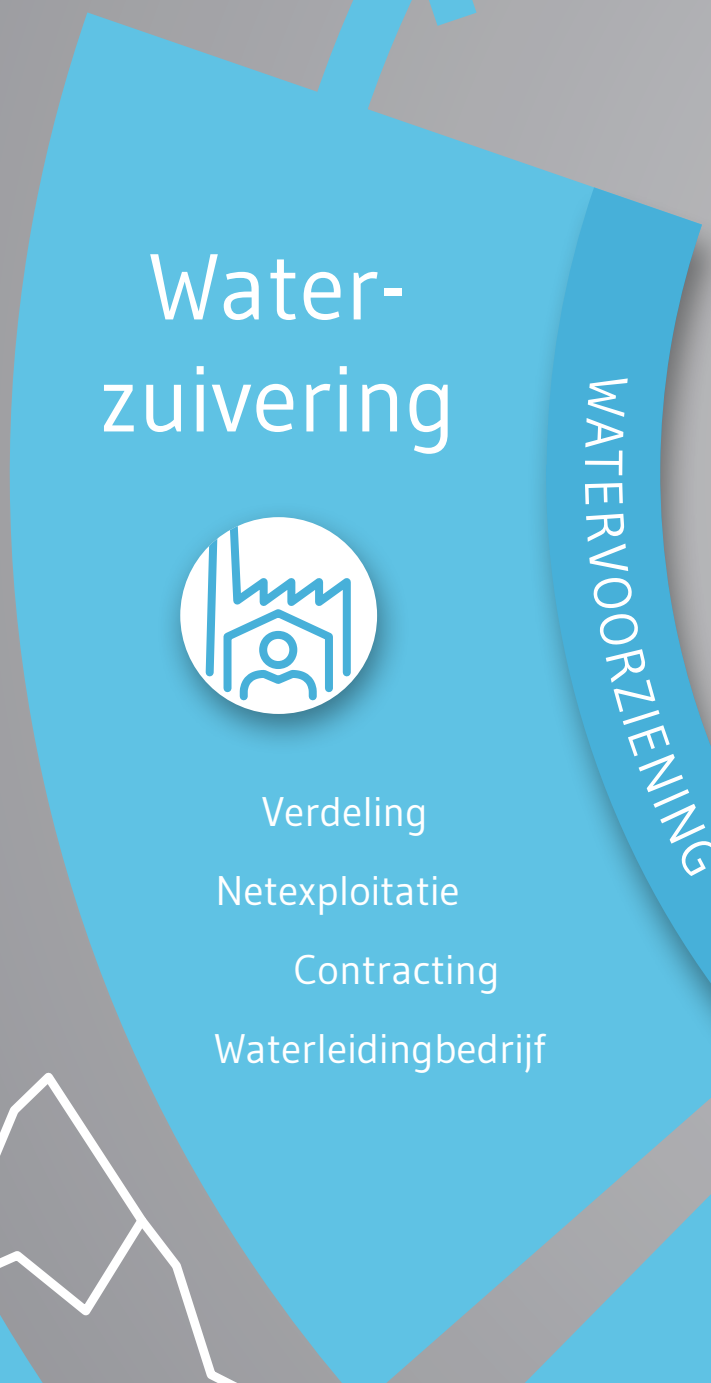 Water-
zuivering
WATERVOORZIENING
Verdeling
Netexploitatie
Contracting
Waterleidingbedrijf